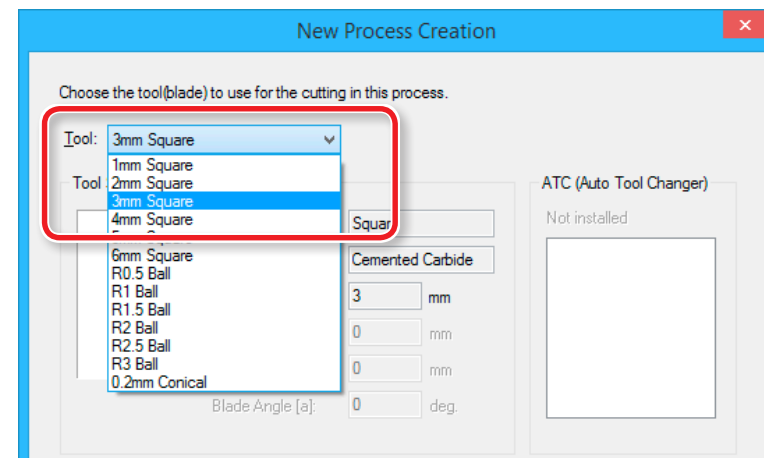 New Process Creation
Choose the tool(blade) to use for the cutting in this process.
Tool: 3mm Square
1mm Square
Tool 2mm Square ATC (Auto Tool Changer)
3mm Square
4mm Square Squar Not installed
6mm Square Cemented Carbide
R0.5 Ball
R1 Ball 3 mm
R1.5 Ball
R2 Ball 0 mm
R2.5 Ball
R3 Ball 0 mm
0.2mm Conical
Blade Angle [a]: 0 deg.